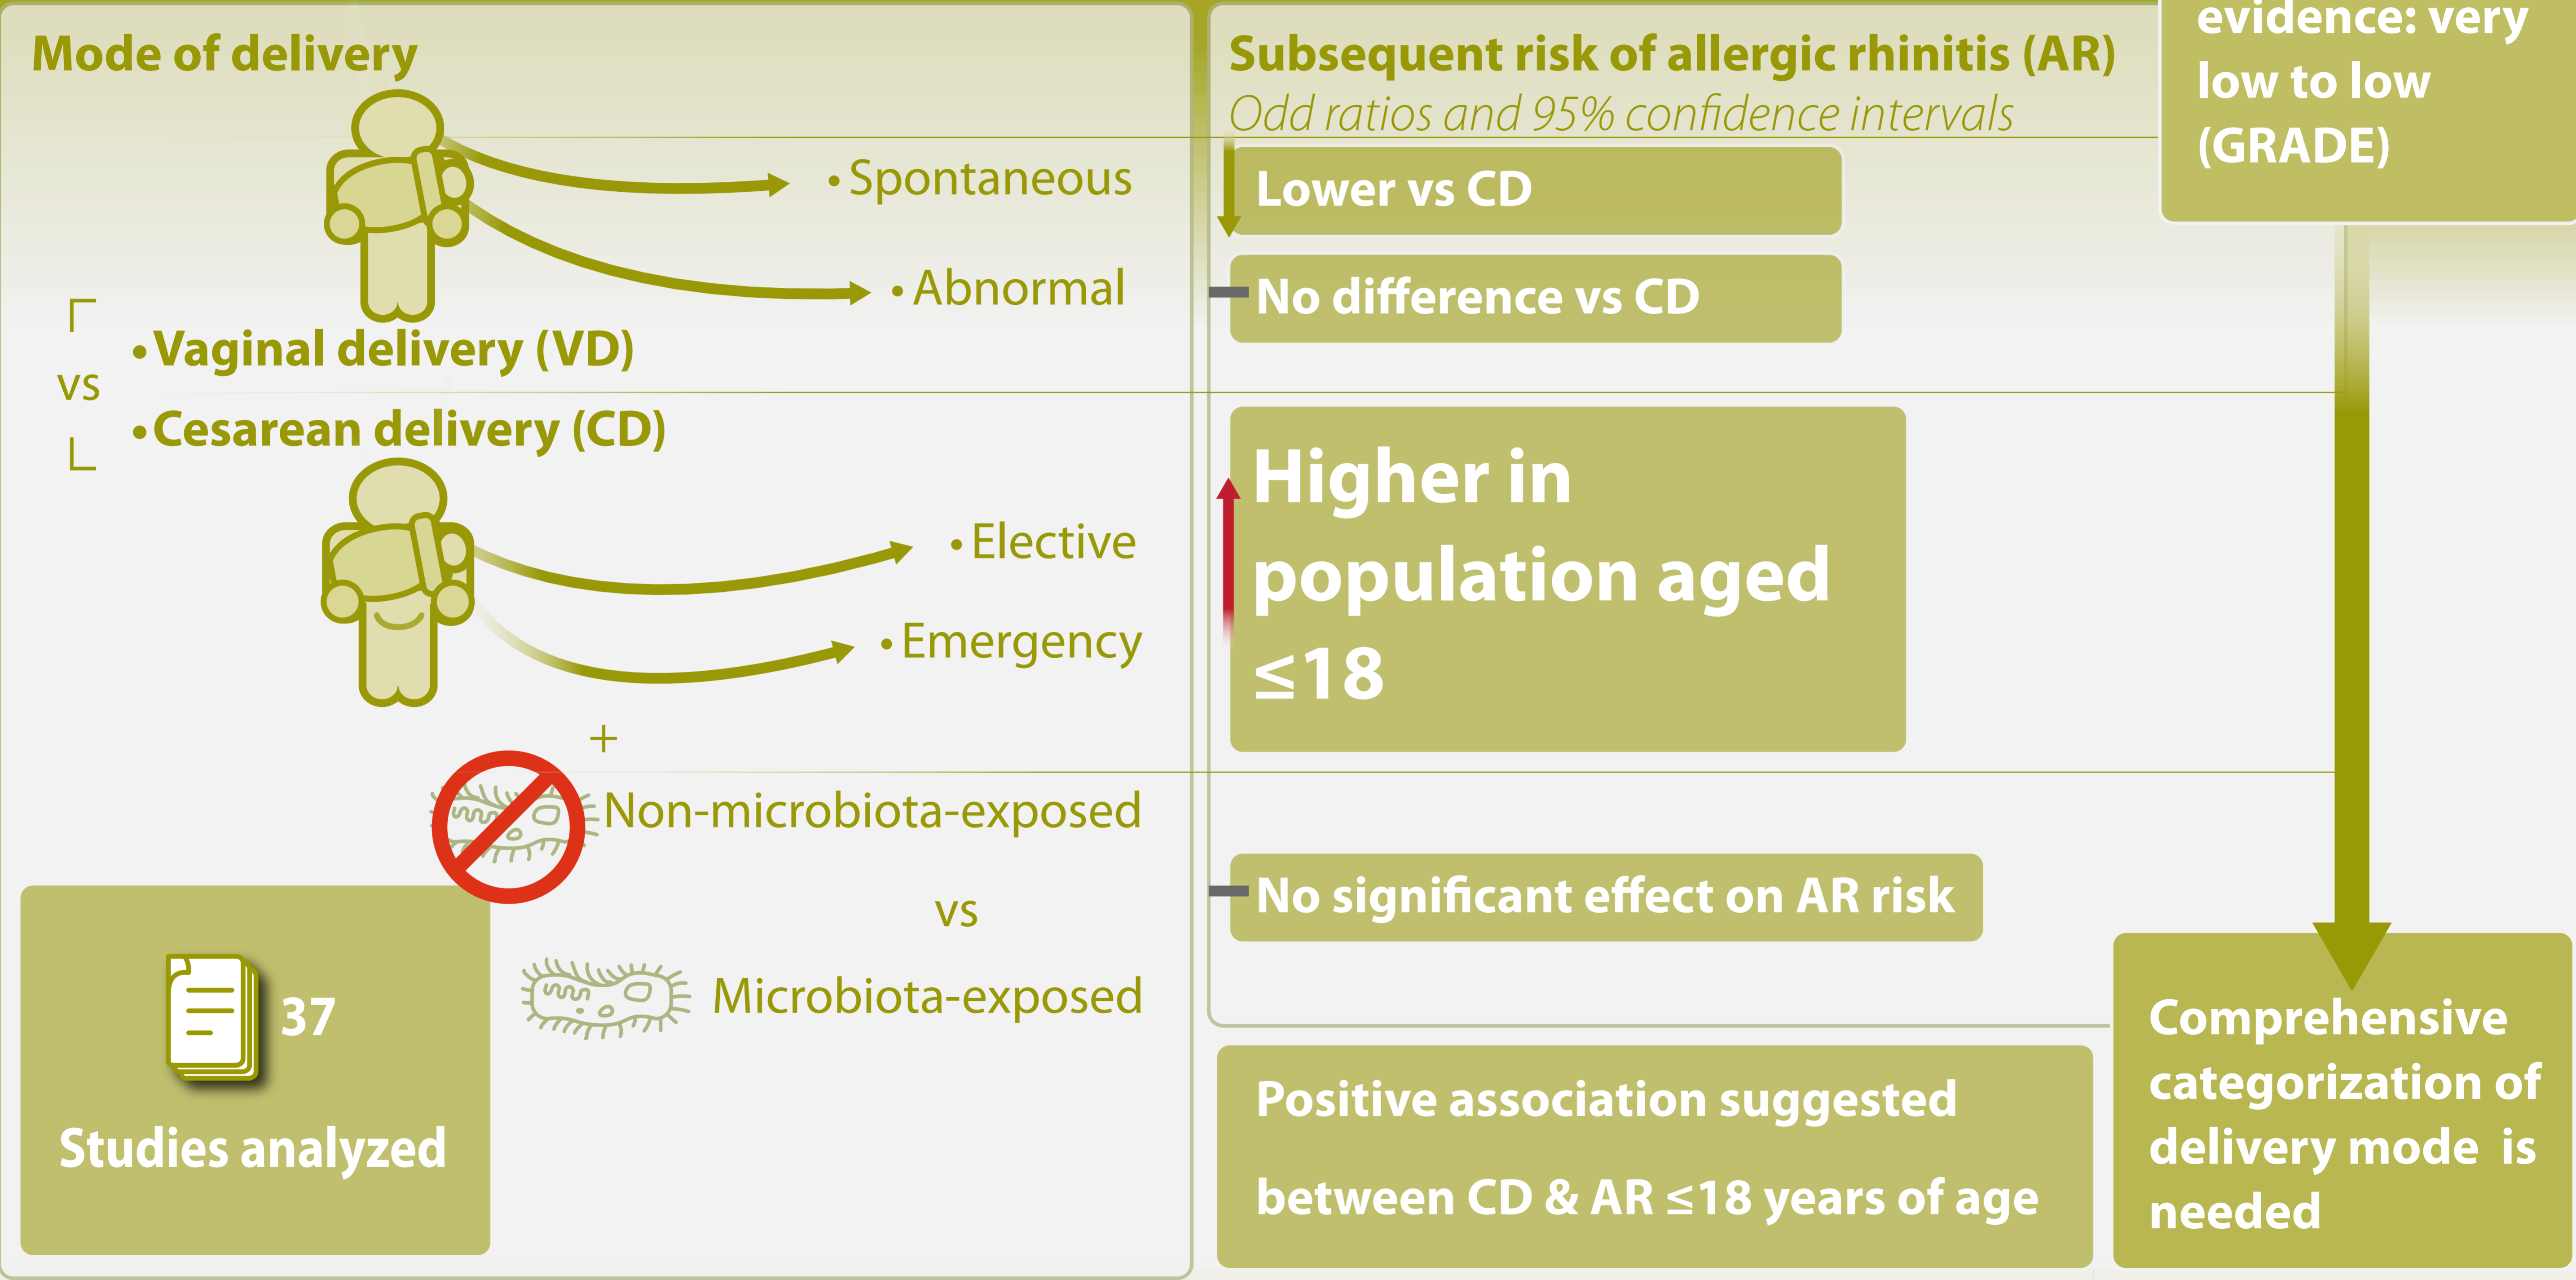 Mode of delivery
• Spontaneous
• Abnormal
• Vaginal delivery (VD)
vs
• Cesarean delivery (CD)
• Elective
• Emergency
+
Non-microbiota-exposed
vs
Microbiota-exposed
37
Studies analyzed
Subsequent risk of allergic rhinitis (AR)
Odd ratios and 95% confidence intervals
Lower vs CD
No difference vs CD
Higher in
population aged
≤18
No significant effect on AR risk
Positive association suggested
between CD & AR ≤18 years of age
evidence: very
low to low
(GRADE)
Comprehensive
categorization of
delivery mode is
needed